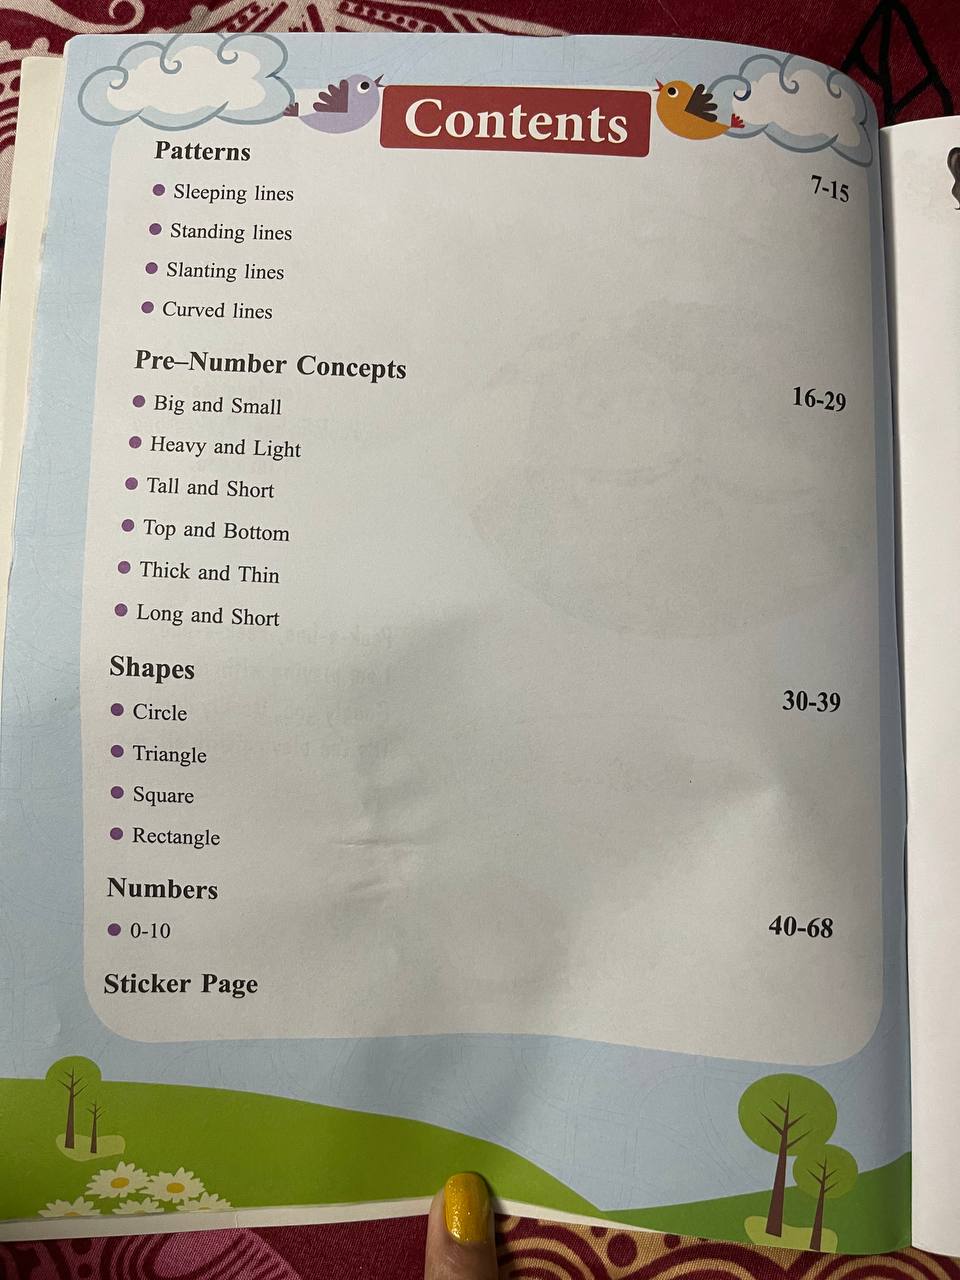 Contents
Patterns
7-15
Sleeping lines
Standing lines
Slanting lines
Curved lines
Pre–Number Concepts
16-29
Big and Small
Heavy and Light
Tall and Short
Top and Bottom
Thick and Thin
Long and Short
Shapes
30-39
Circle
Triangle
Square
Rectangle
Numbers
40-68
0-10
Sticker Page